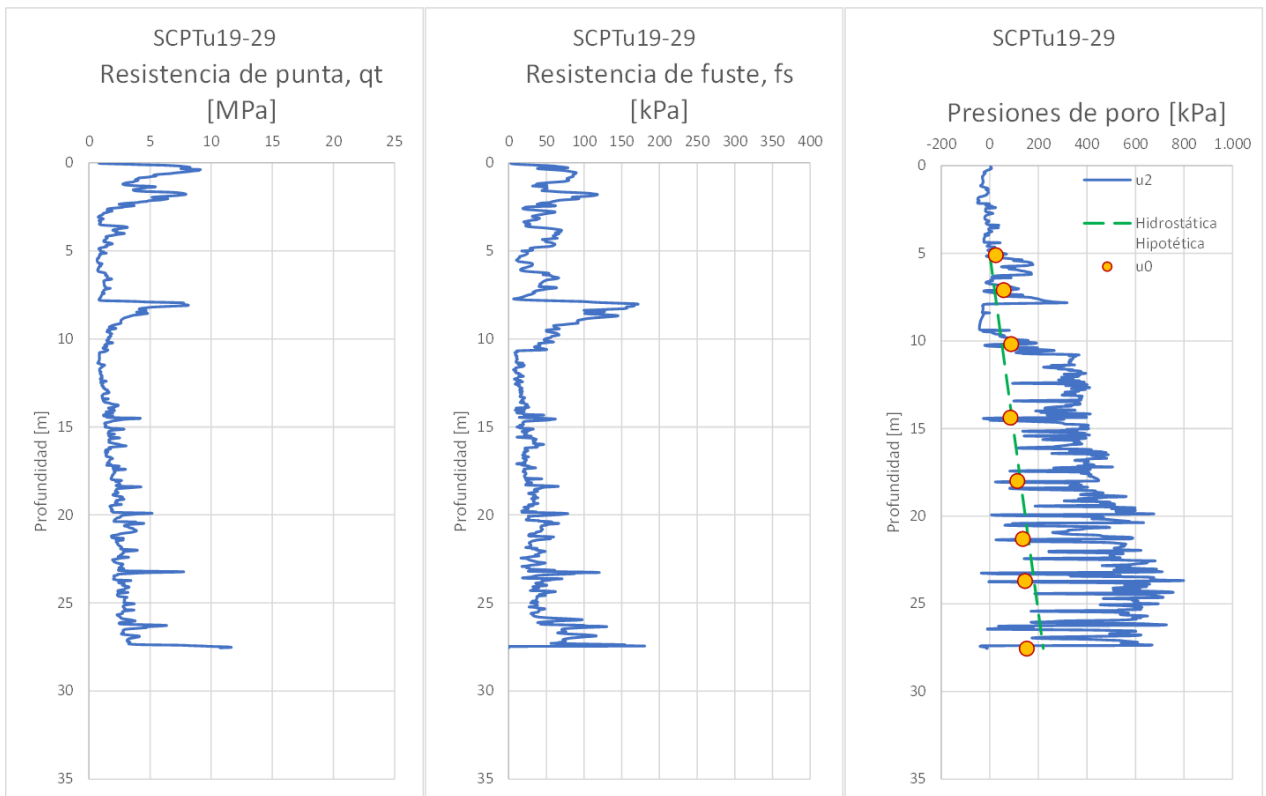 SCPTu19-29
Resistencia de punta, qt
[MPa]
0 5 10 15 20 25
0
5
10
15
20
25
30
35
Profundidad [m]
SCPTu19-29
Resistencia de fuste, fs
[kPa]
0 50 100 150 200 250 300 350 400
0
5
10
15
20
25
30
35
Profundidad [m]
SCPTu19-29
Presiones de poro [kPa]
-200 0 200 400 600 800 1.000
0
5
10
15
20
25
30
35
Profundidad [m]
u2
Hidrostática
Hipotética
u0